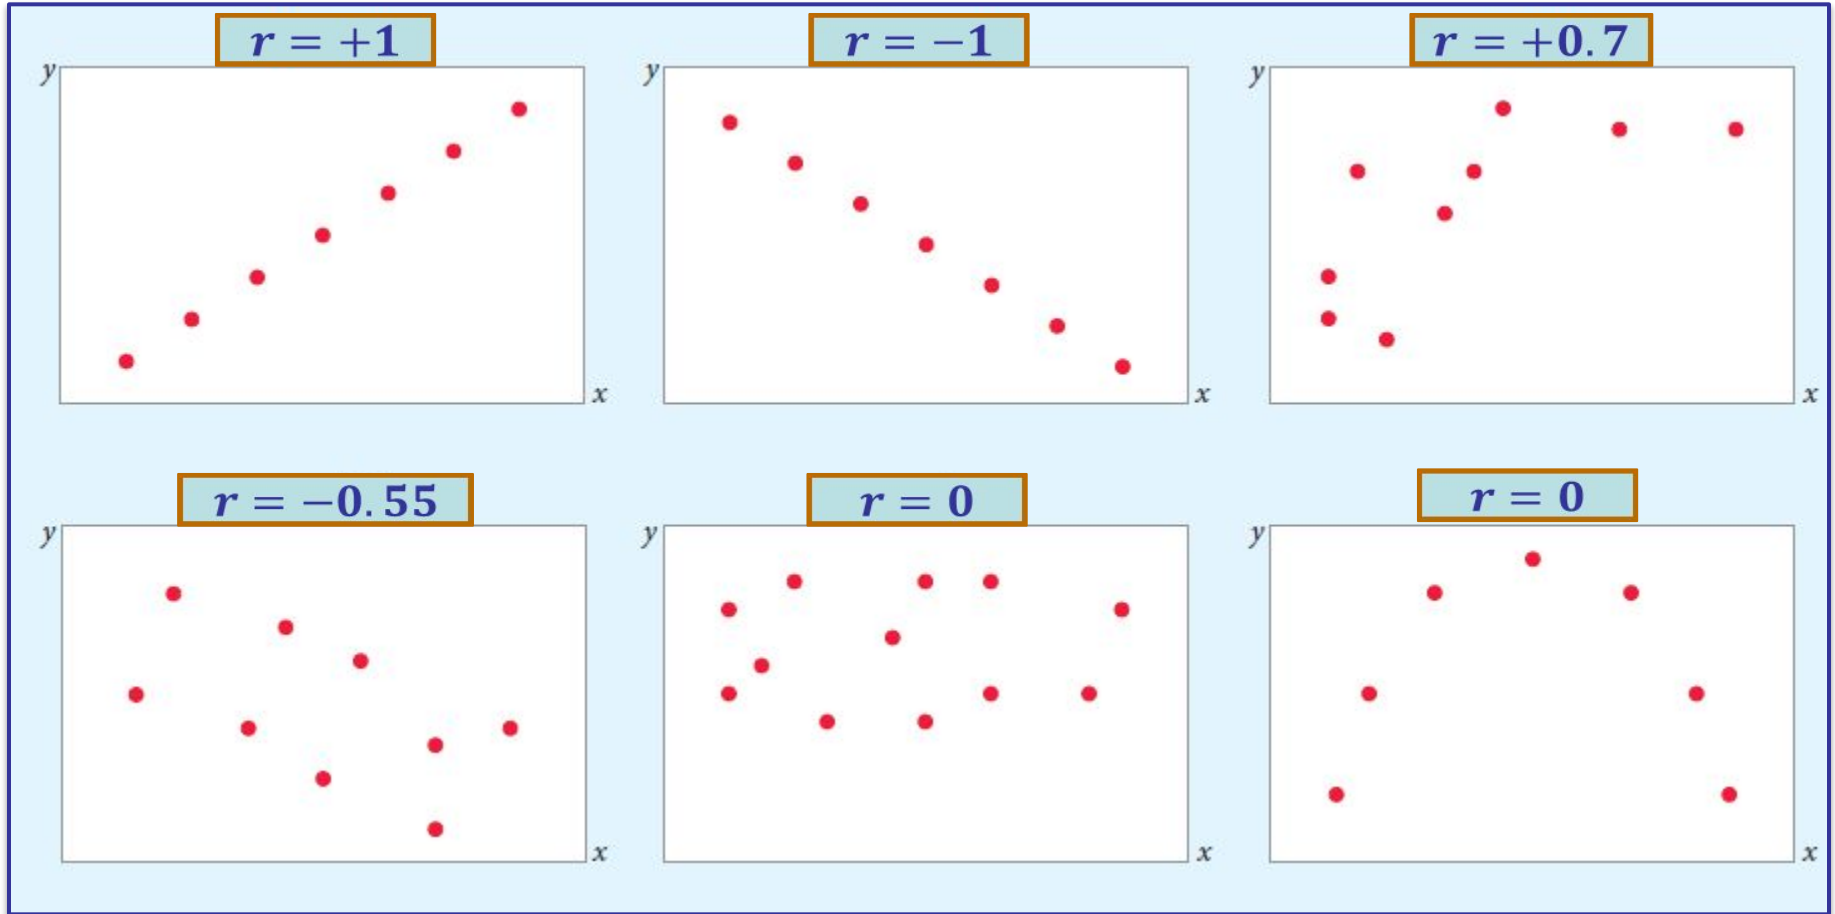 r = +1
r = −1
r = +0.7
y
y
y
x
x
x
r = −0.55
r = 0
r = 0
y
y
y
x
x
x